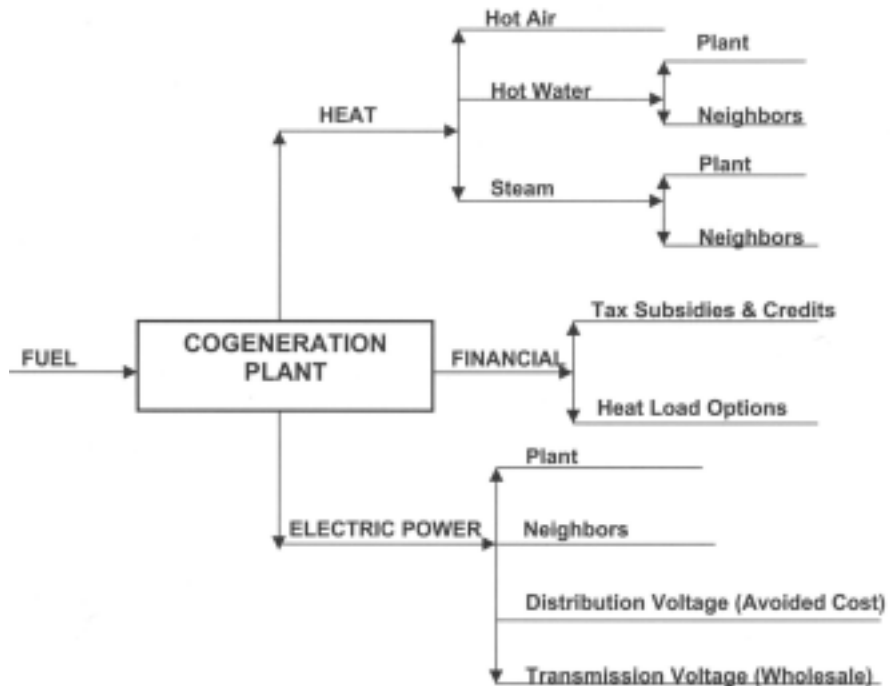 Hot Air
Plant
Hot Water
Neighbors
HEAT
Plant
Steam
Neighbors
Tax Subsidies & Credits
COGENERATION
PLANT
FUEL
FINANCIAL
Heat Load Options
Plant
ELECTRIC POWER
Neighbors
Distribution Voltage (Avoided Cost)
Transmission Voltage (Wholesale)